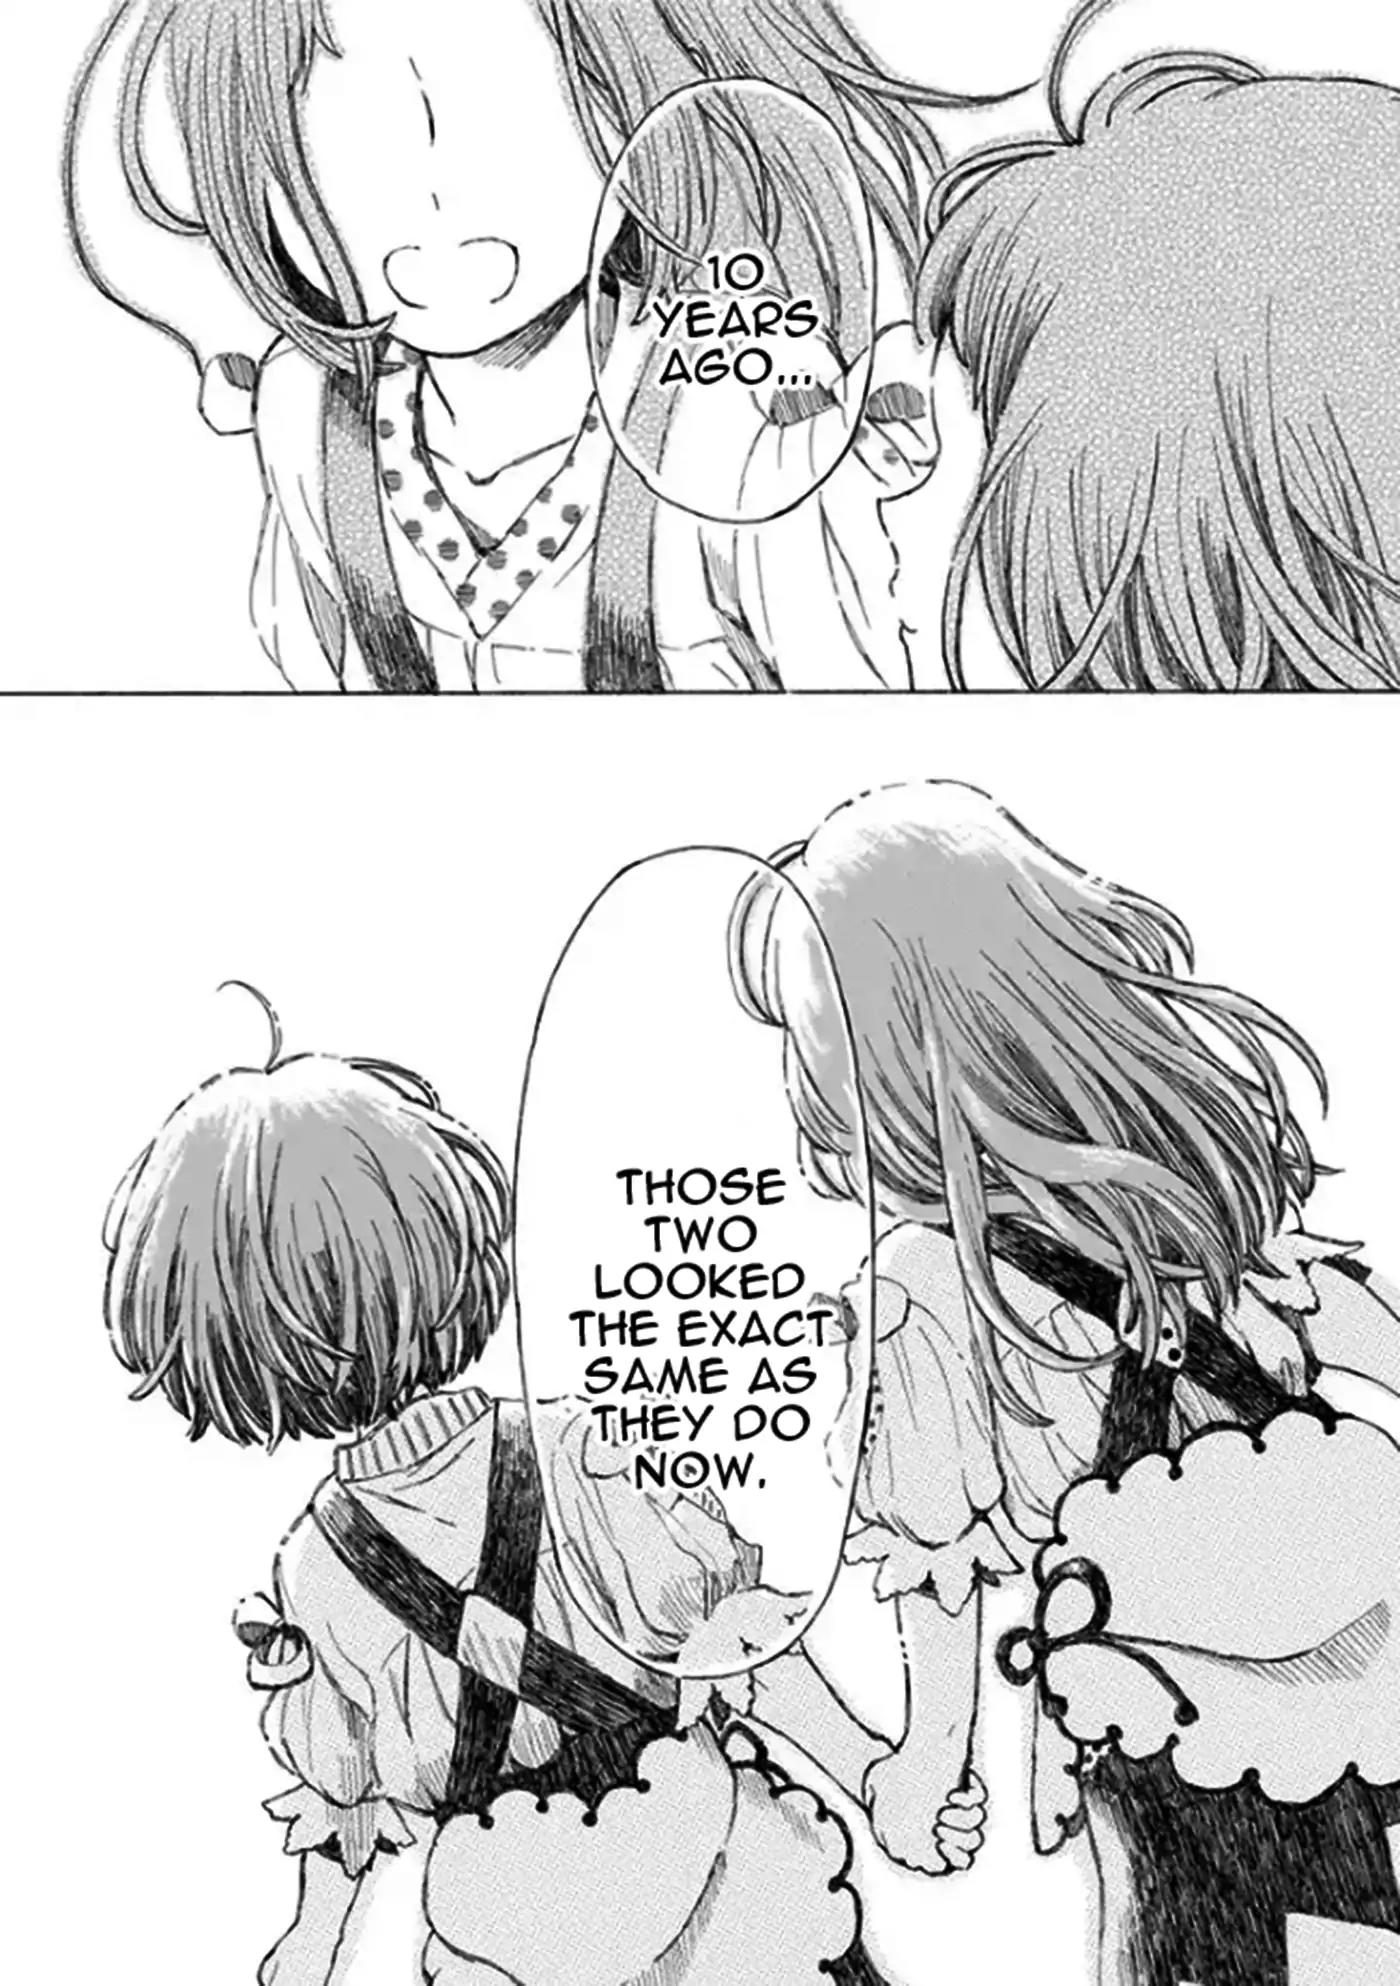 10
YEARS
AGO...
THOSE
TWO
LOOKED
THE EXACT
SAME AS
THEY DO
NOW.